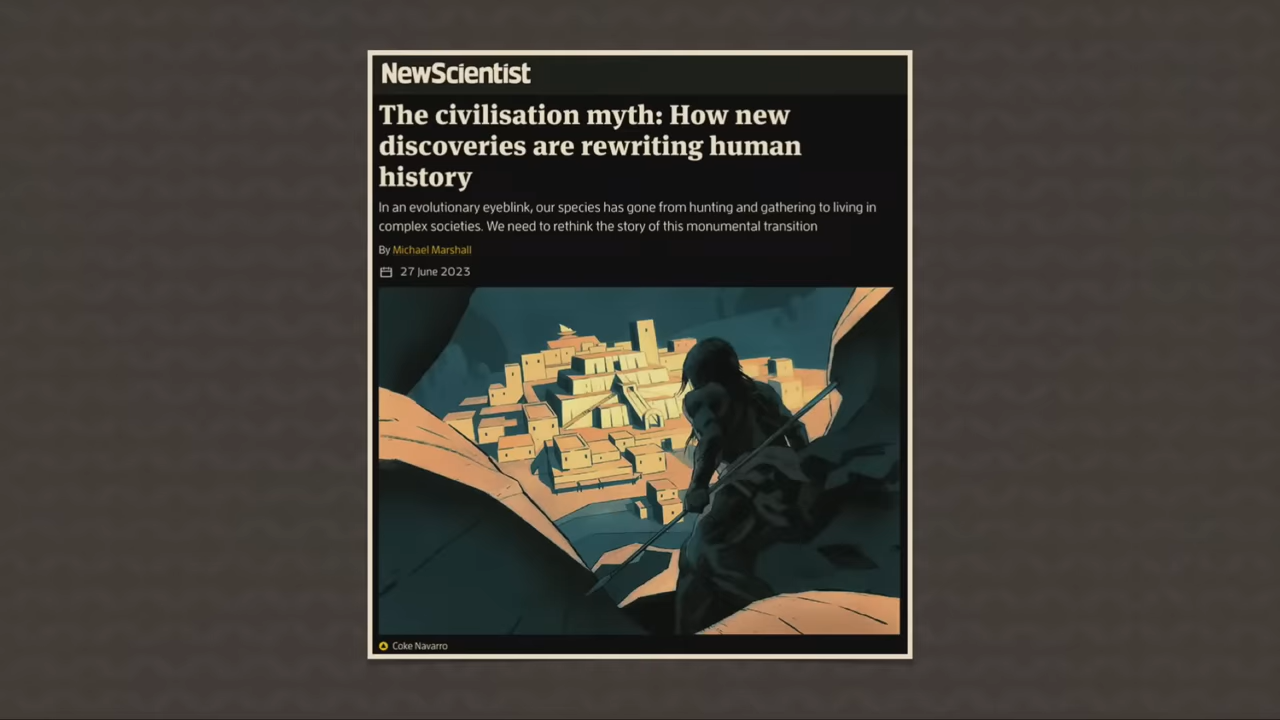 NewScientist
The civilisation myth: How new
discoveries are rewriting human
history
In an evolutionary eyeblink, our species has gone from hunting and gathering to living in
complex societies. We need to rethink the story of this monumental transition
By Michael Marshall
27 June 2023
Coke Navarro